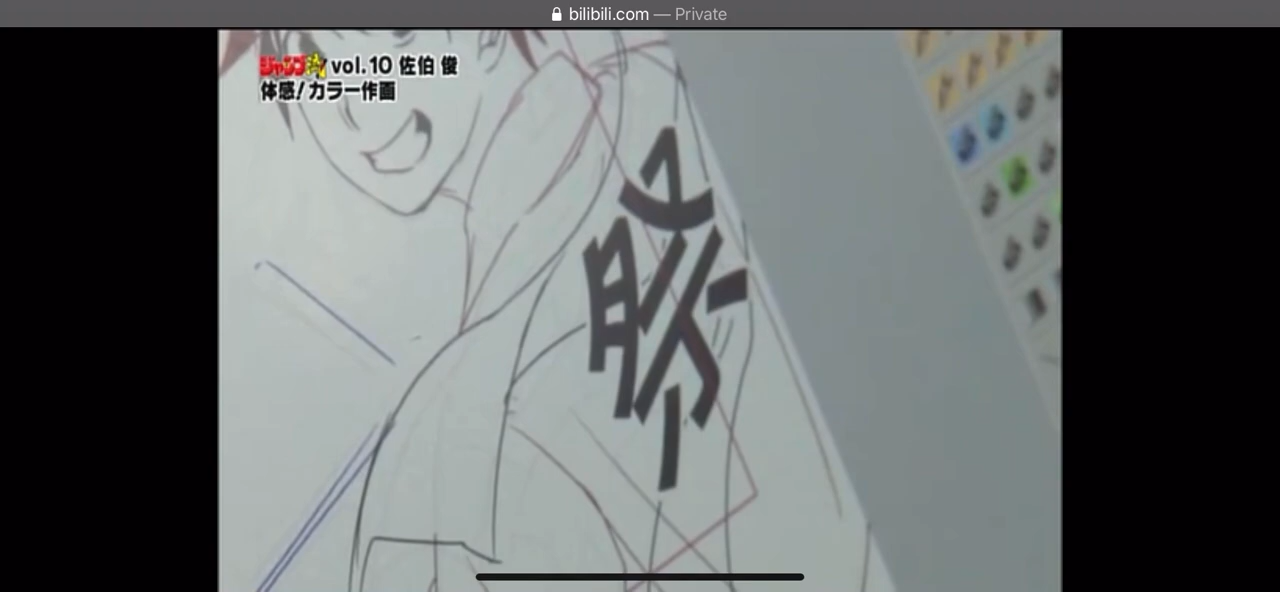 bilibili.com — Private
ジャンプ流 vol.10 佐伯 俊
体感!カラー作画